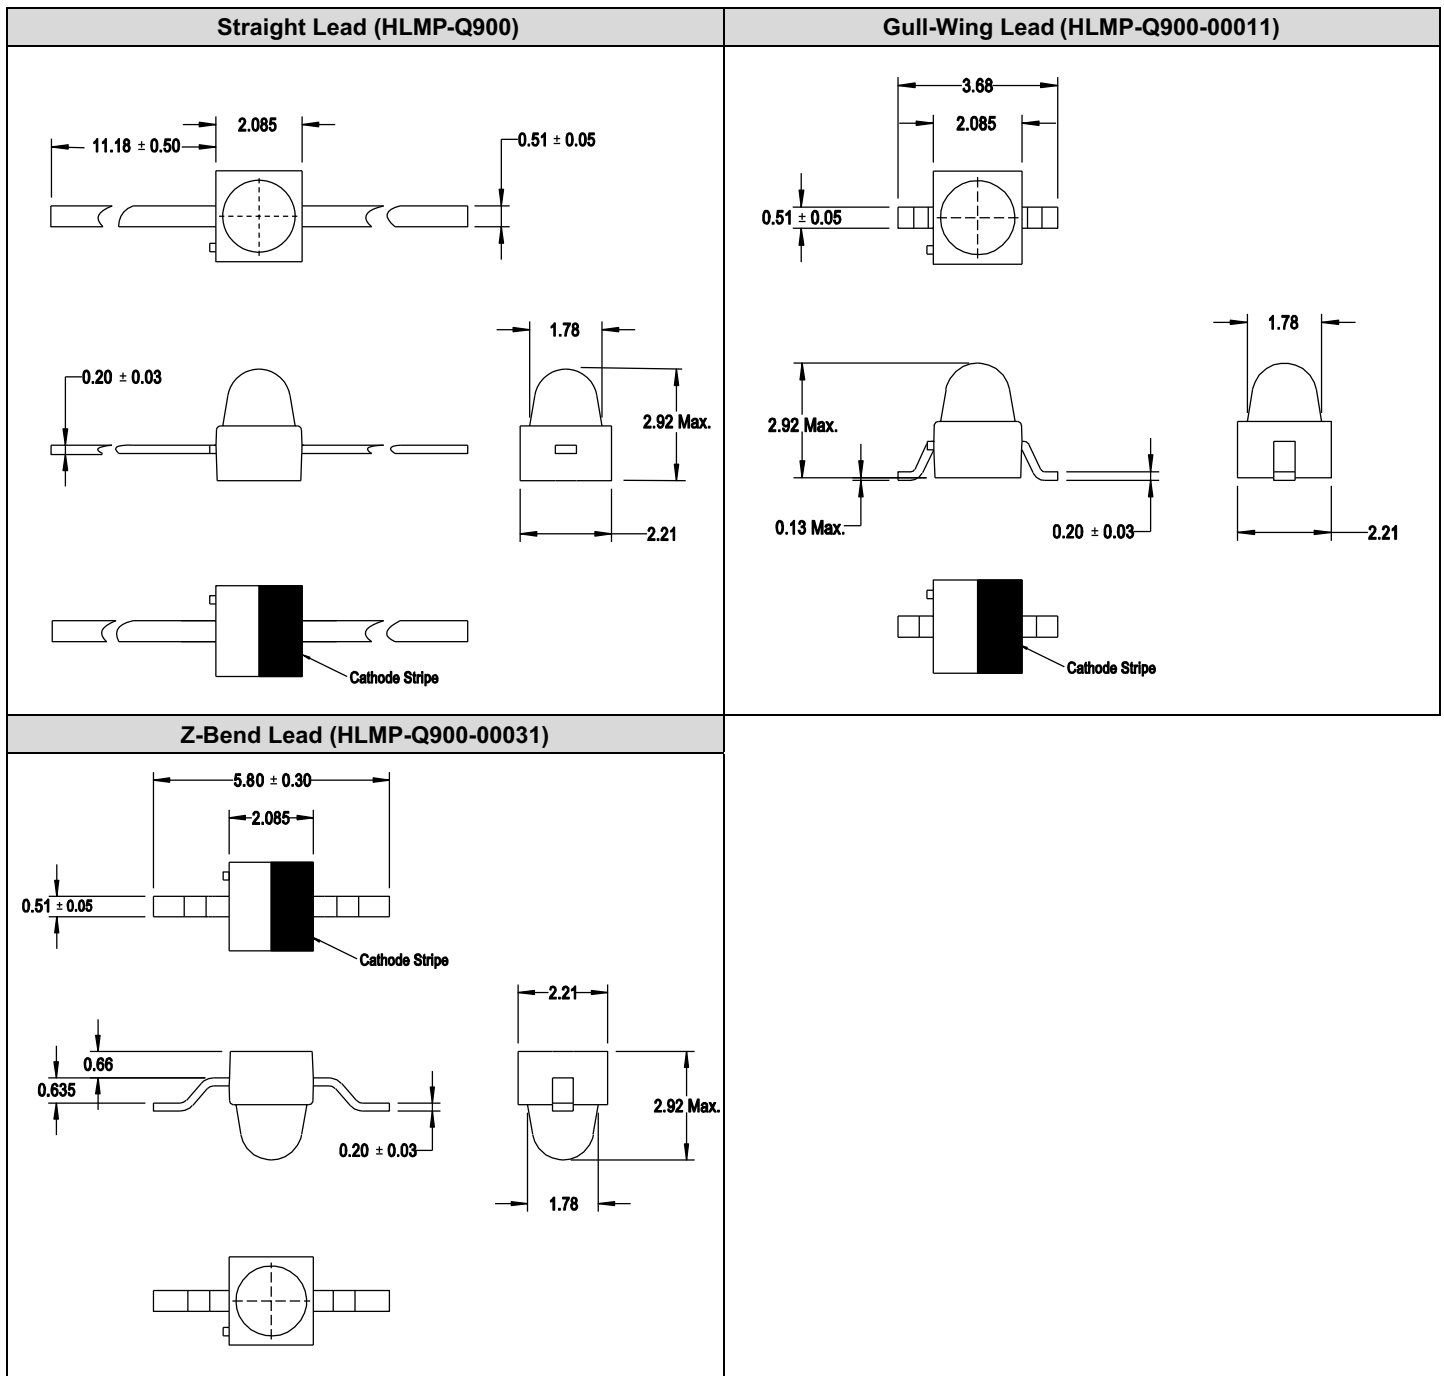 Straight Lead (HLMP-Q900)
2.085
11.18 ± 0.50
0.51 ± 0.05
0.20 ± 0.03
1.78
2.92 Max.
2.21
Cathode Stripe
Gull-Wing Lead (HLMP-Q900-00011)
3.68
2.085
0.51 ± 0.05
1.78
2.92 Max.
0.13 Max.
0.20 ± 0.03
2.21
Cathode Stripe
Z-Bend Lead (HLMP-Q900-00031)
5.80 ± 0.30
2.085
0.51 ± 0.05
Cathode Stripe
2.21
0.66
0.635
2.92 Max.
0.20 ± 0.03
1.78